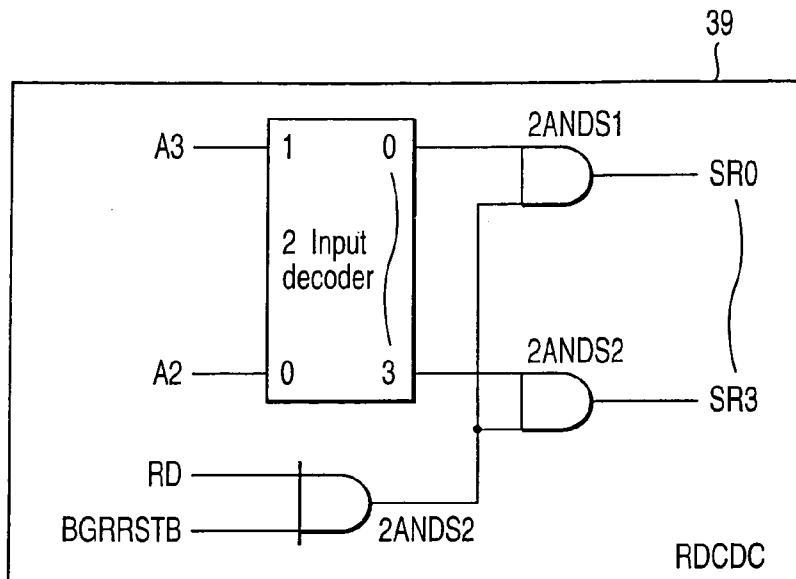 39
2ANDS1
A3
1
0
SR0
2 Input
decoder
2ANDS2
A2
0
3
SR3
RD
BGRRSTB
2ANDS2
RDCDC